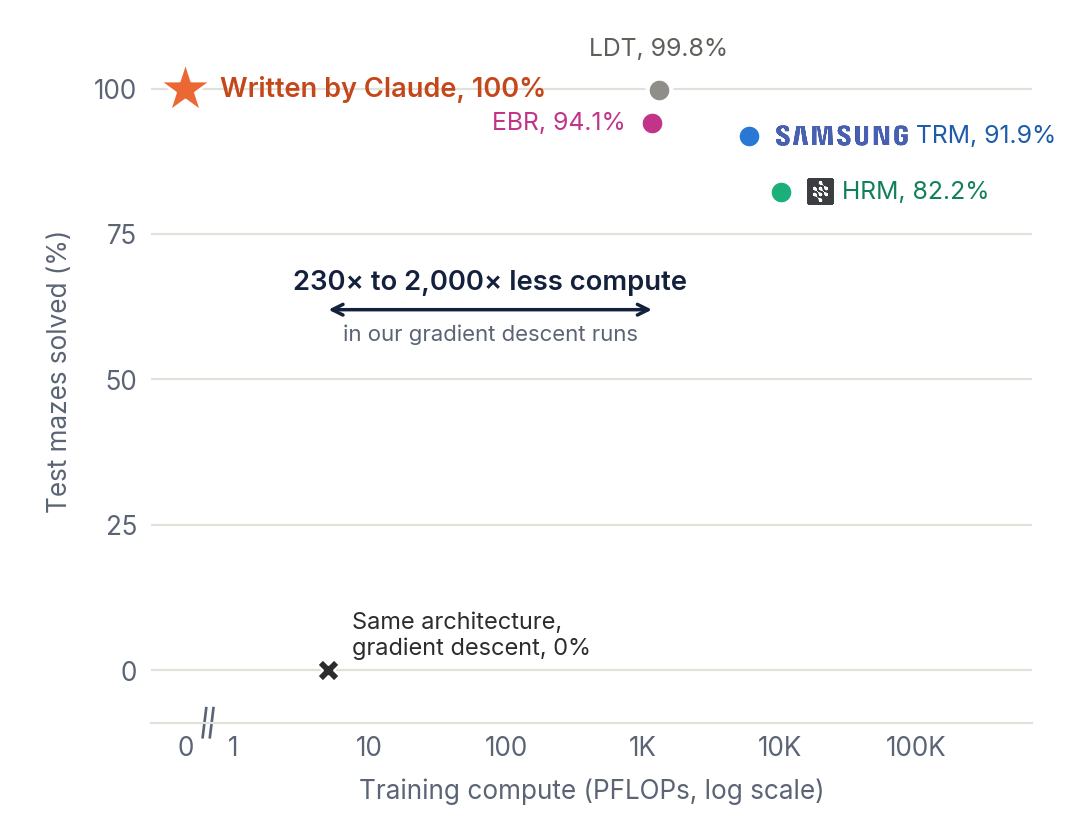 LDT, 99.8%
100
Written by Claude, 100%
EBR, 94.1%
SAMSUNG TRM, 91.9%
HRM, 82.2%
75
230× to 2,000× less compute
in our gradient descent runs
Test mazes solved (%)
50
25
Same architecture,
gradient descent, 0%
0
0 // 1 10 100 1K 10K 100K
Training compute (PFLOPs, log scale)